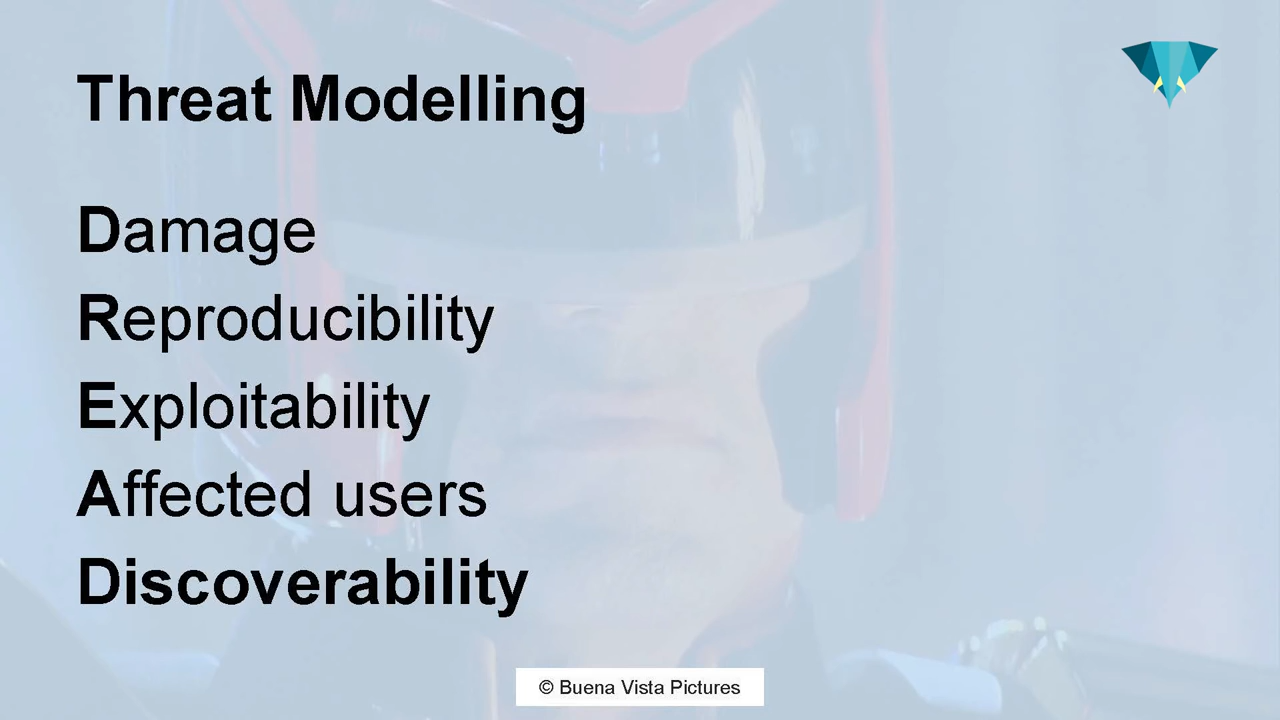 Threat Modelling
Damage
Reproducibility
Exploitability
Affected users
Discoverability
© Buena Vista Pictures